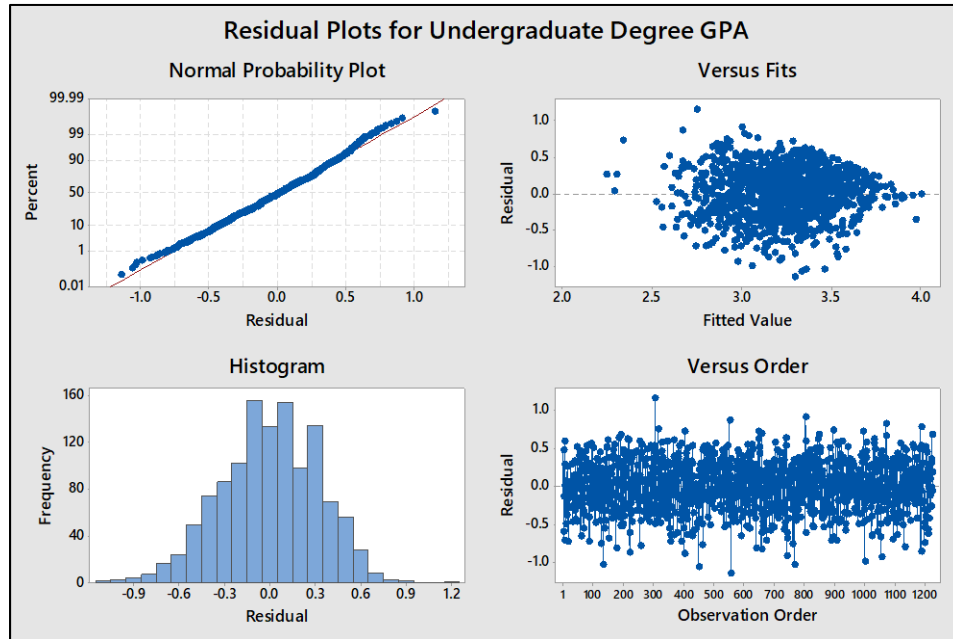 Residual Plots for Undergraduate Degree GPA
Normal Probability Plot
99.99
99
90
50
10
1
0.01
Percent
-1.0 -0.5 0.0 0.5 1.0
Residual
Versus Fits
1.0
0.5
0.0
-0.5
-1.0
Residual
2.0 2.5 3.0 3.5 4.0
Fitted Value
Histogram
160
120
80
40
0
Frequency
-0.9 -0.6 -0.3 0.0 0.3 0.6 0.9 1.2
Residual
Versus Order
1.0
0.5
0.0
-0.5
-1.0
Residual
1 100 200 300 400 500 600 700 800 900 1000 1100 1200
Observation Order